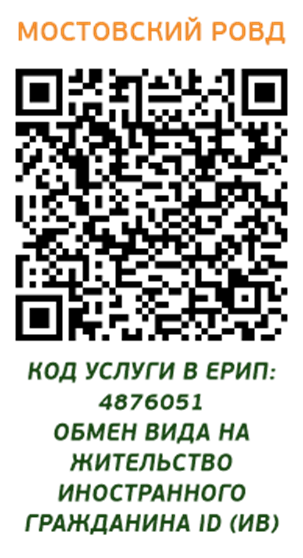 МОСТОВСКИЙ РОВД
КОД УСЛУГИ В ЕРИП:
4876051
ОБМЕН ВИДА НА
ЖИТЕЛЬСТВО
ИНОСТРАННОГО
ГРАЖДАНИНА ID (ИВ)